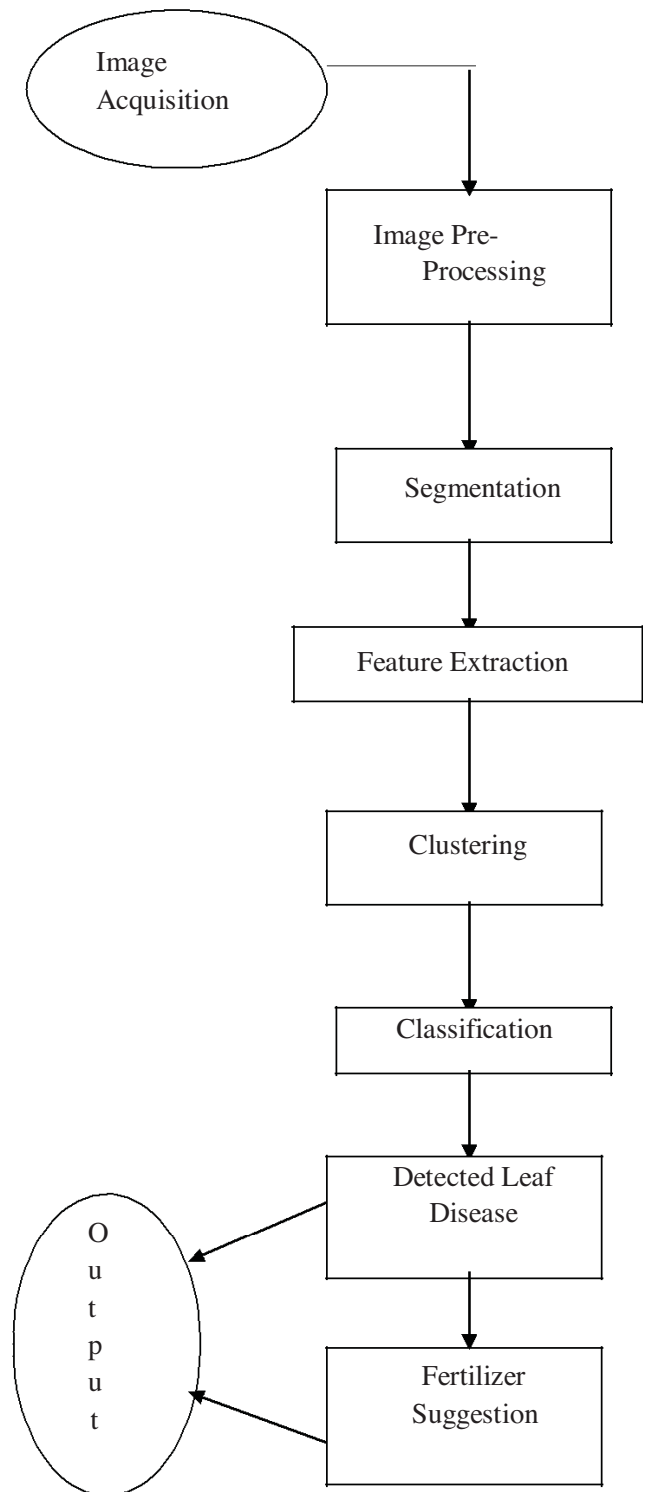 Image
Acquisition
Image Pre-
Processing
Segmentation
Feature Extraction
Clustering
Classification
Detected Leaf
Disease
O
u
t
p
u
t
Fertilizer
Suggestion